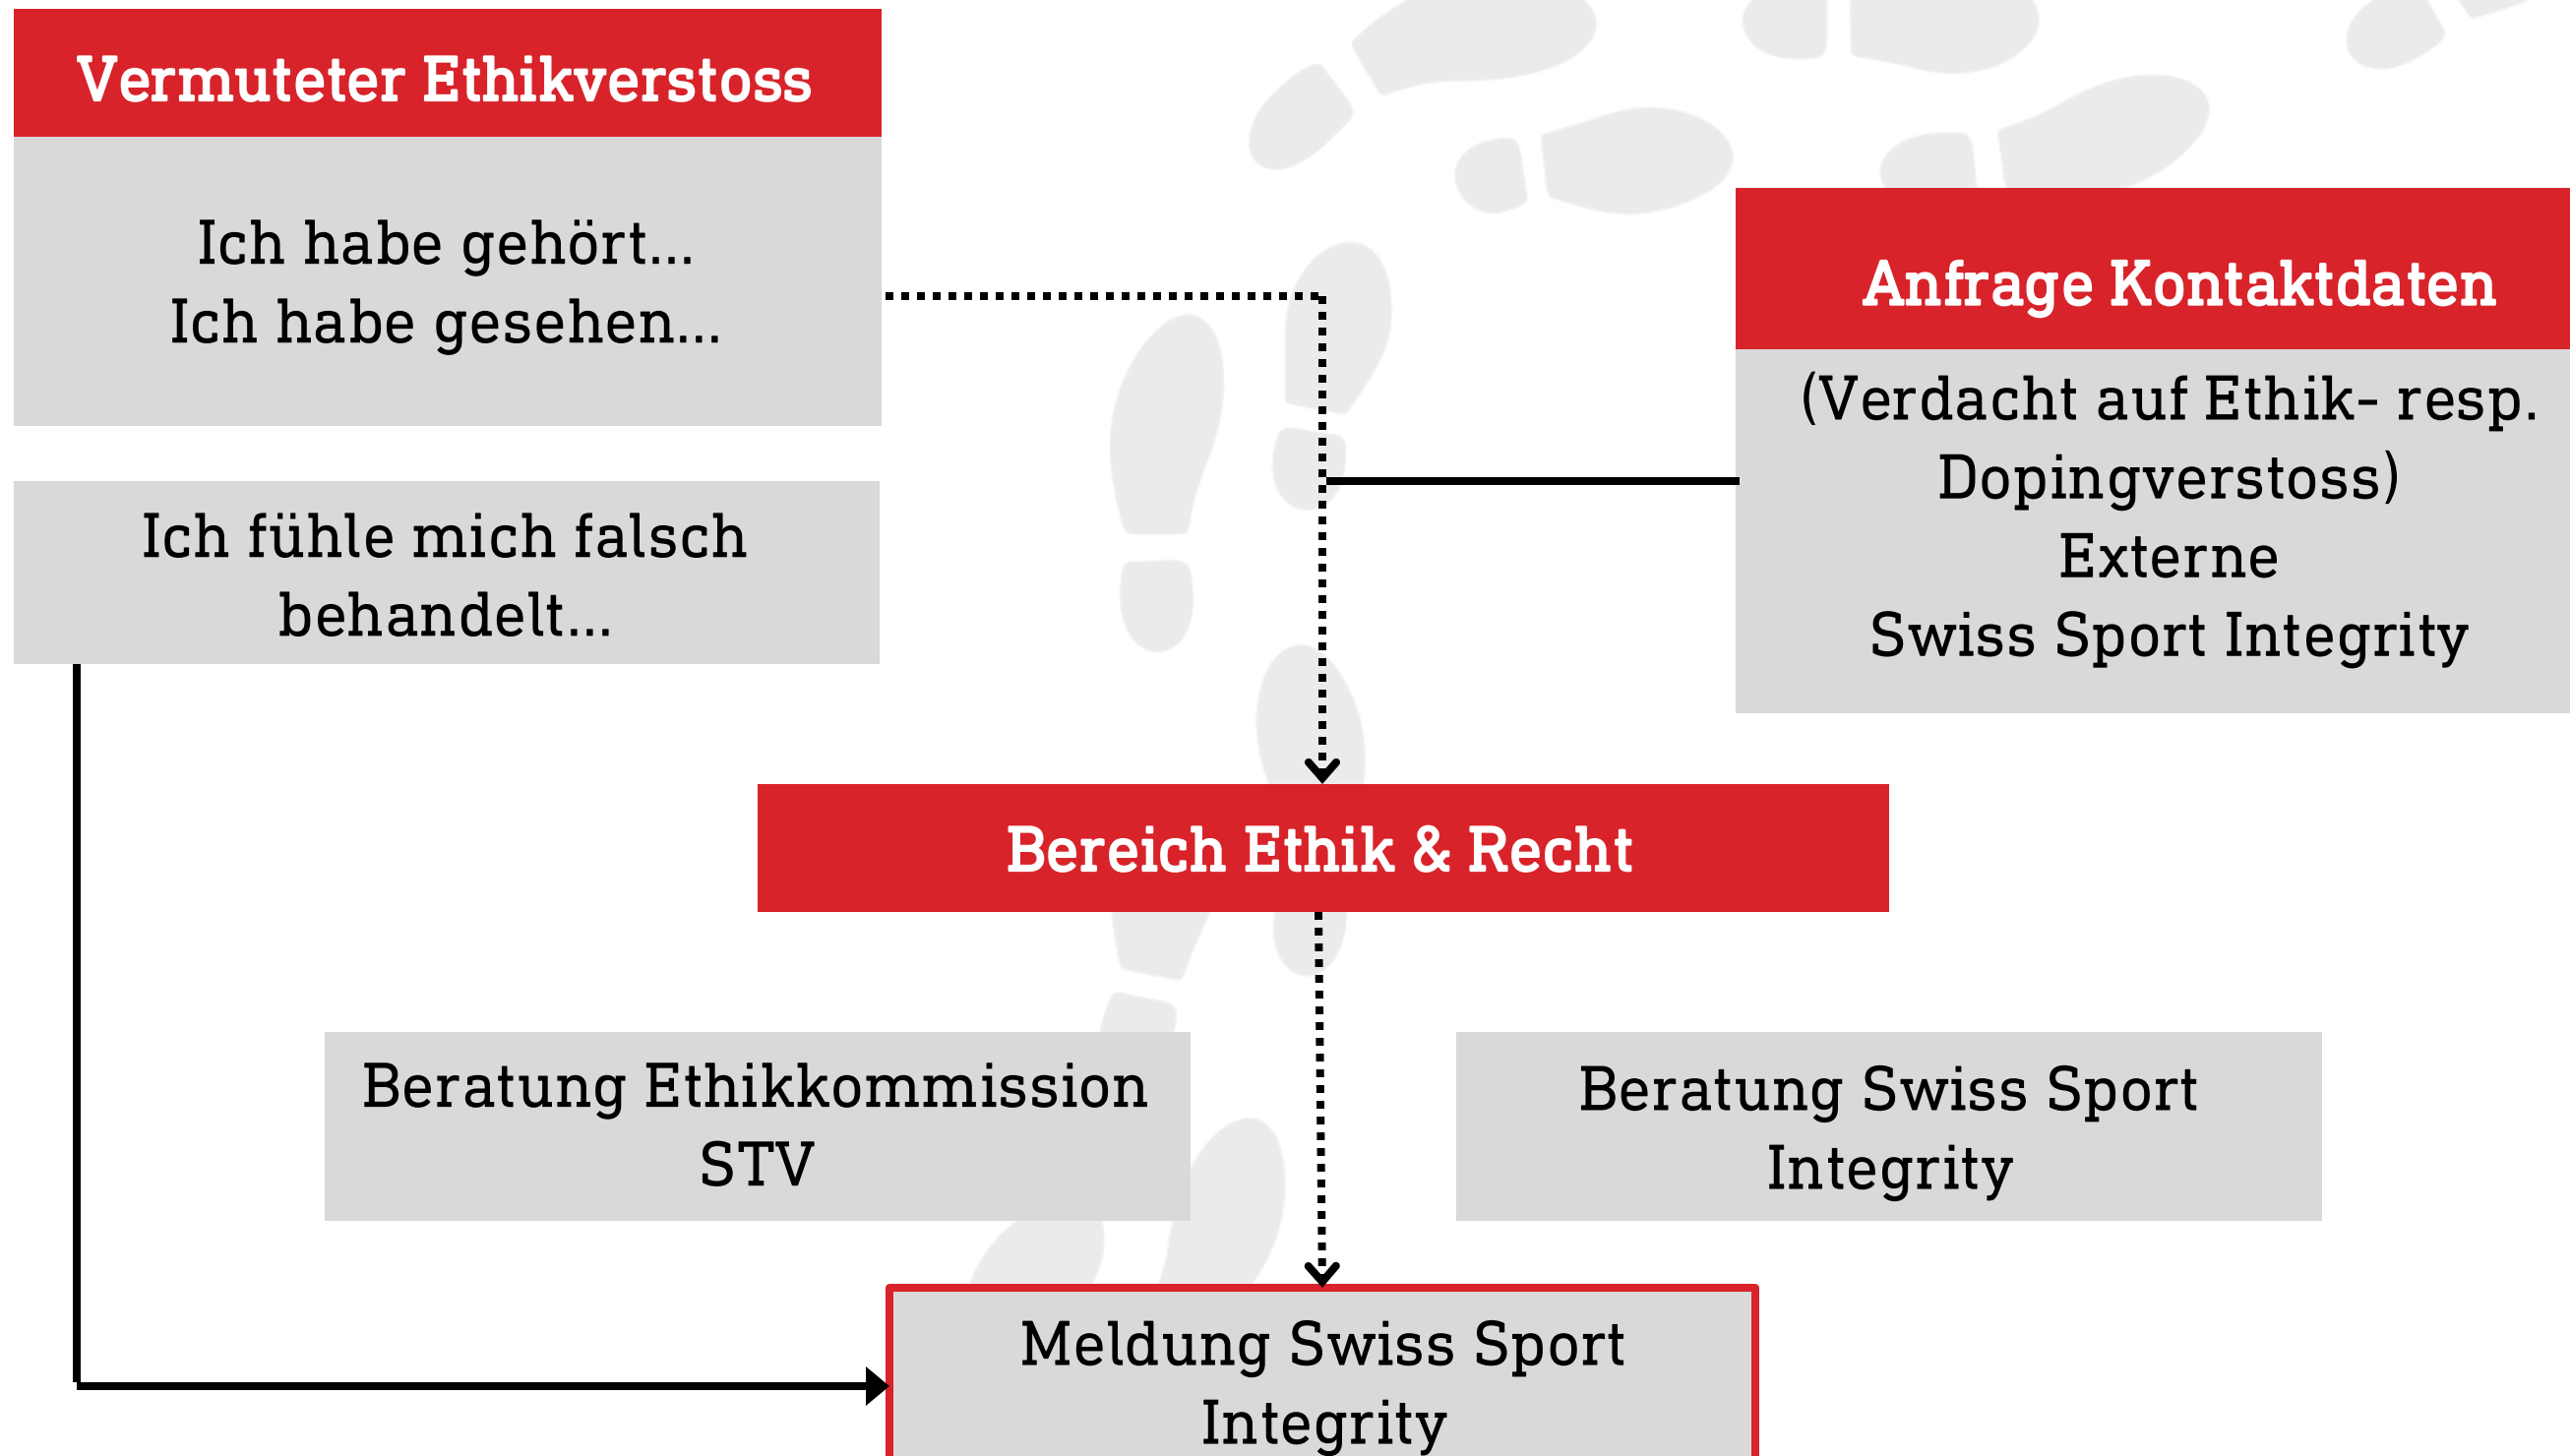 Vermuteter Ethikverstoss
Ich habe gehört...
Ich habe gesehen...
Ich fühle mich falsch
behandelt...
Anfrage Kontaktdaten
(Verdacht auf Ethik- resp.
Dopingverstoss)
Externe
Swiss Sport Integrity
Bereich Ethik & Recht
Beratung Ethikkommission
STV
Beratung Swiss Sport
Integrity
Meldung Swiss Sport
Integrity